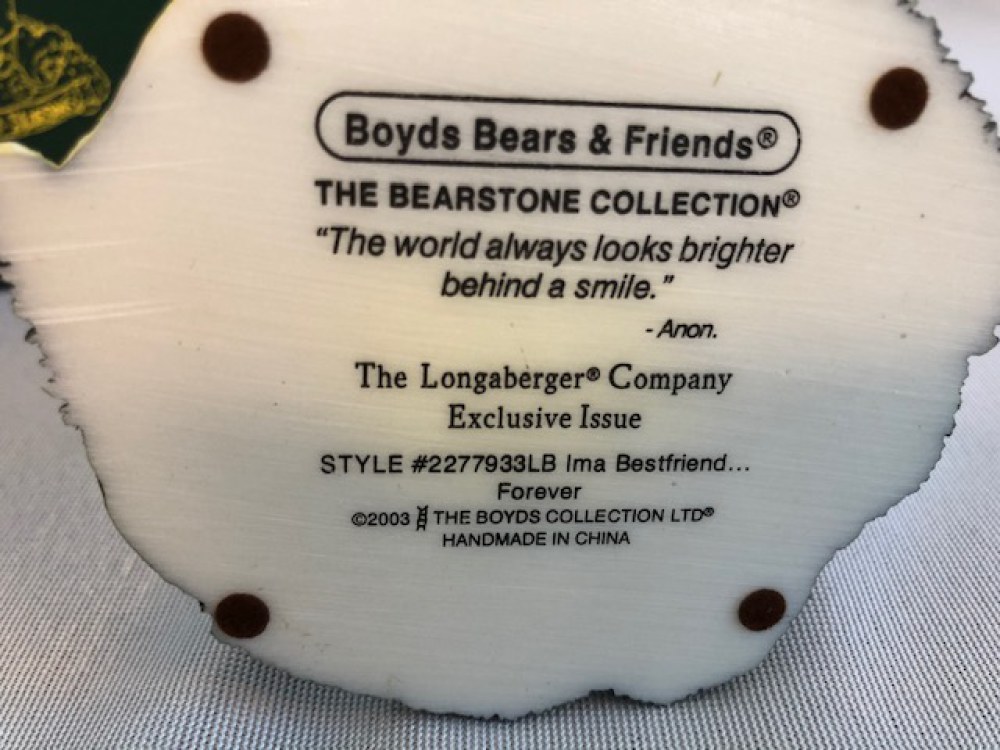 Boyds Bears & Friends®
THE BEARSTONE COLLECTION®
“The world always looks brighter
behind a smile.”
- Anon.
The Longaberger® Company
Exclusive Issue
STYLE #2277933LB Ima Bestfriend...
Forever
©2003 THE BOYDS COLLECTION LTD®
HANDMADE IN CHINA